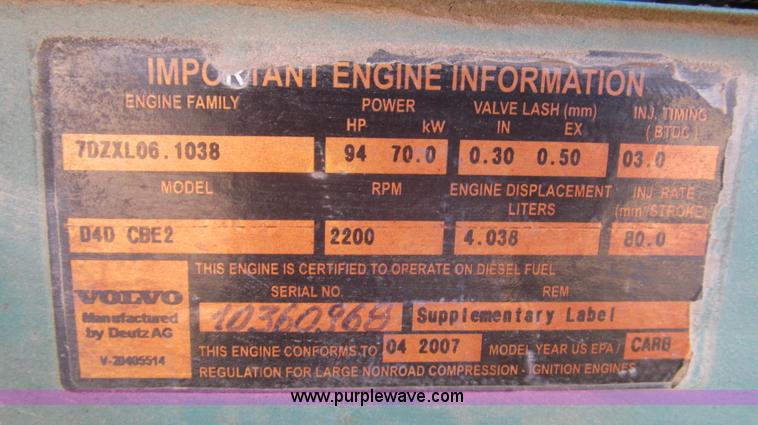 IMPORTANT ENGINE INFORMATION
ENGINE FAMILY POWER VALVE LASH (mm) INJ. TIMING
HP kW IN EX (BTDC)
7DZXL06.1038 94 70.0 0.30 0.50 03.0
MODEL RPM ENGINE DISPLACEMENT INJ. RATE
LITERS (mm³/STROKE)
D4D CBE2 2200 4.038 80.0
THIS ENGINE IS CERTIFIED TO OPERATE ON DIESEL FUEL
VOLVO SERIAL NO. REM
Manufactured 10360968 Supplementary Label
by Deutz AG
V-20405514 THIS ENGINE CONFORMS TO 04 2007 MODEL YEAR US EPA / CARB
REGULATION FOR LARGE NONROAD COMPRESSION - IGNITION ENGINES
www.purplewave.com